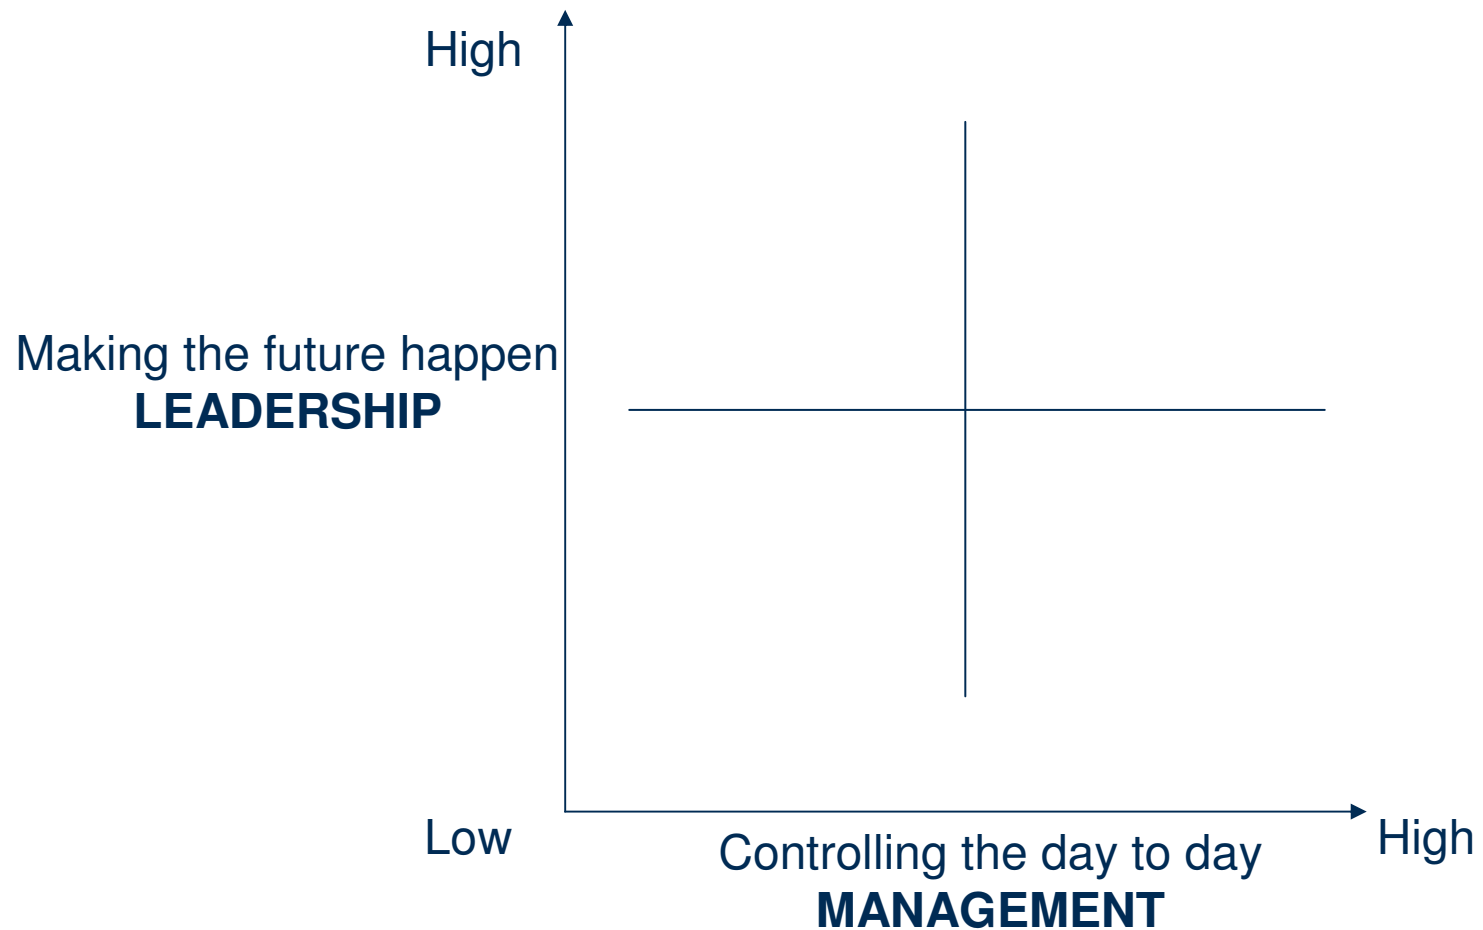 High
Making the future happen
LEADERSHIP
Low
Controlling the day to day
MANAGEMENT
High